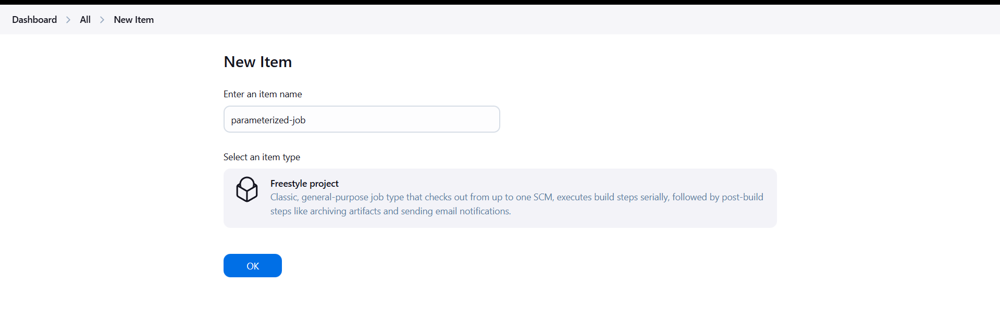 Dashboard > All > New Item
New Item
Enter an item name
parameterized-job
Select an item type
Freestyle project
Classic, general-purpose job type that checks out from up to one SCM, executes build steps serially, followed by post-build
steps like archiving artifacts and sending email notifications.
OK